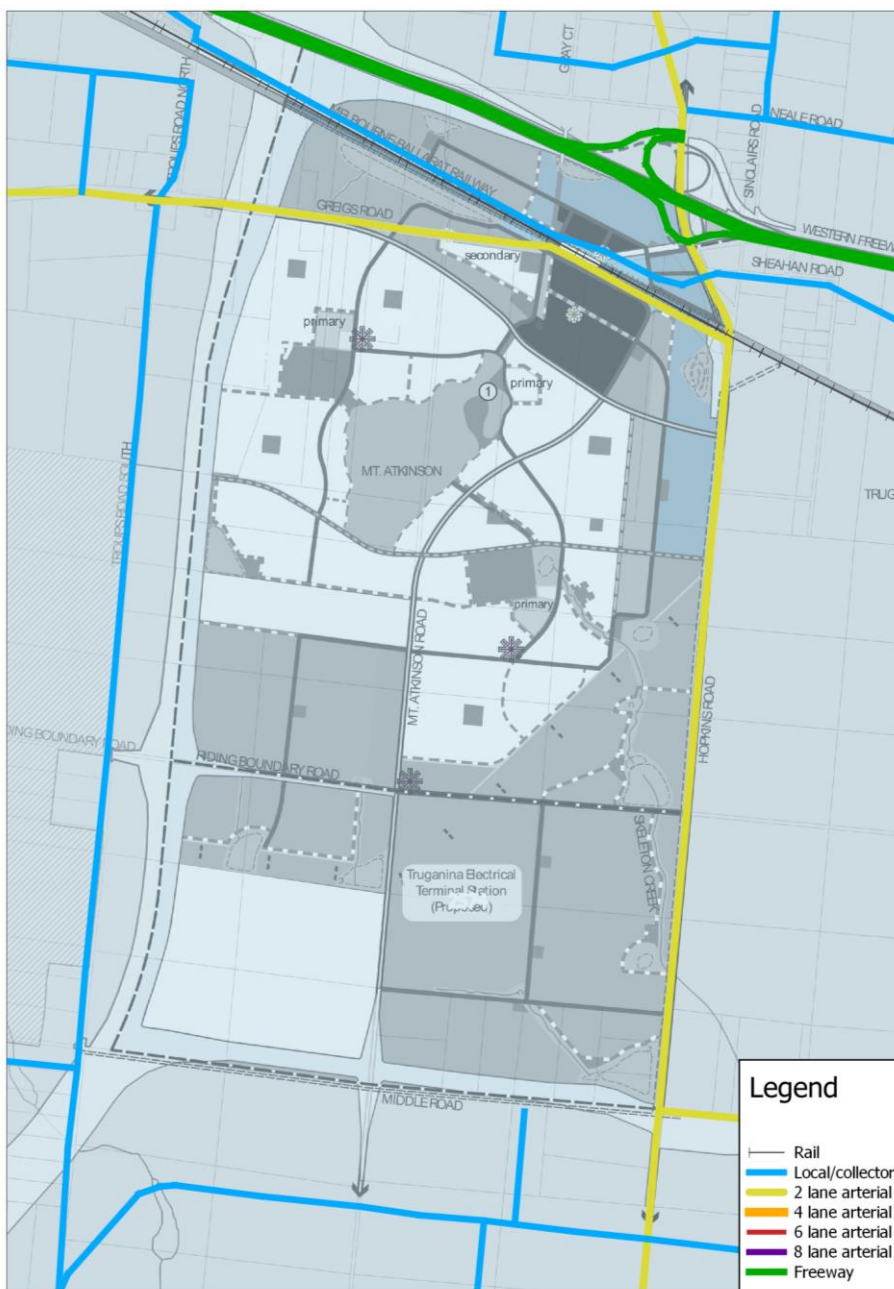 GRAY CT
TROUPS ROAD NORTH
MELBOURNE-BALLARAT RAILWAY
NEALE ROAD
SINCLAIRS ROAD
GREIGS ROAD
WESTERN FREEW
secondary
SHEAHAN ROAD
primary
primary
1
MT. ATKINSON
TRUG
TROUPS ROAD SOUTH
primary
MT. ATKINSON ROAD
HOPKINS ROAD
DING BOUNDARY ROAD
RIDING BOUNDARY ROAD
SKELETON CREEK
Truganina Electrical
Terminal Station
(Proposed)
MIDDLE ROAD
Legend
Rail
Local/collector
2 lane arterial
4 lane arterial
6 lane arterial
8 lane arterial
Freeway